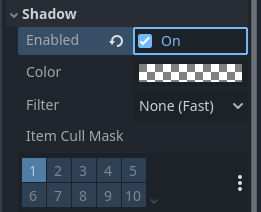 Shadow
Enabled On
Color
Filter None (Fast)
Item Cull Mask
1 2 3 4 5
6 7 8 9 10